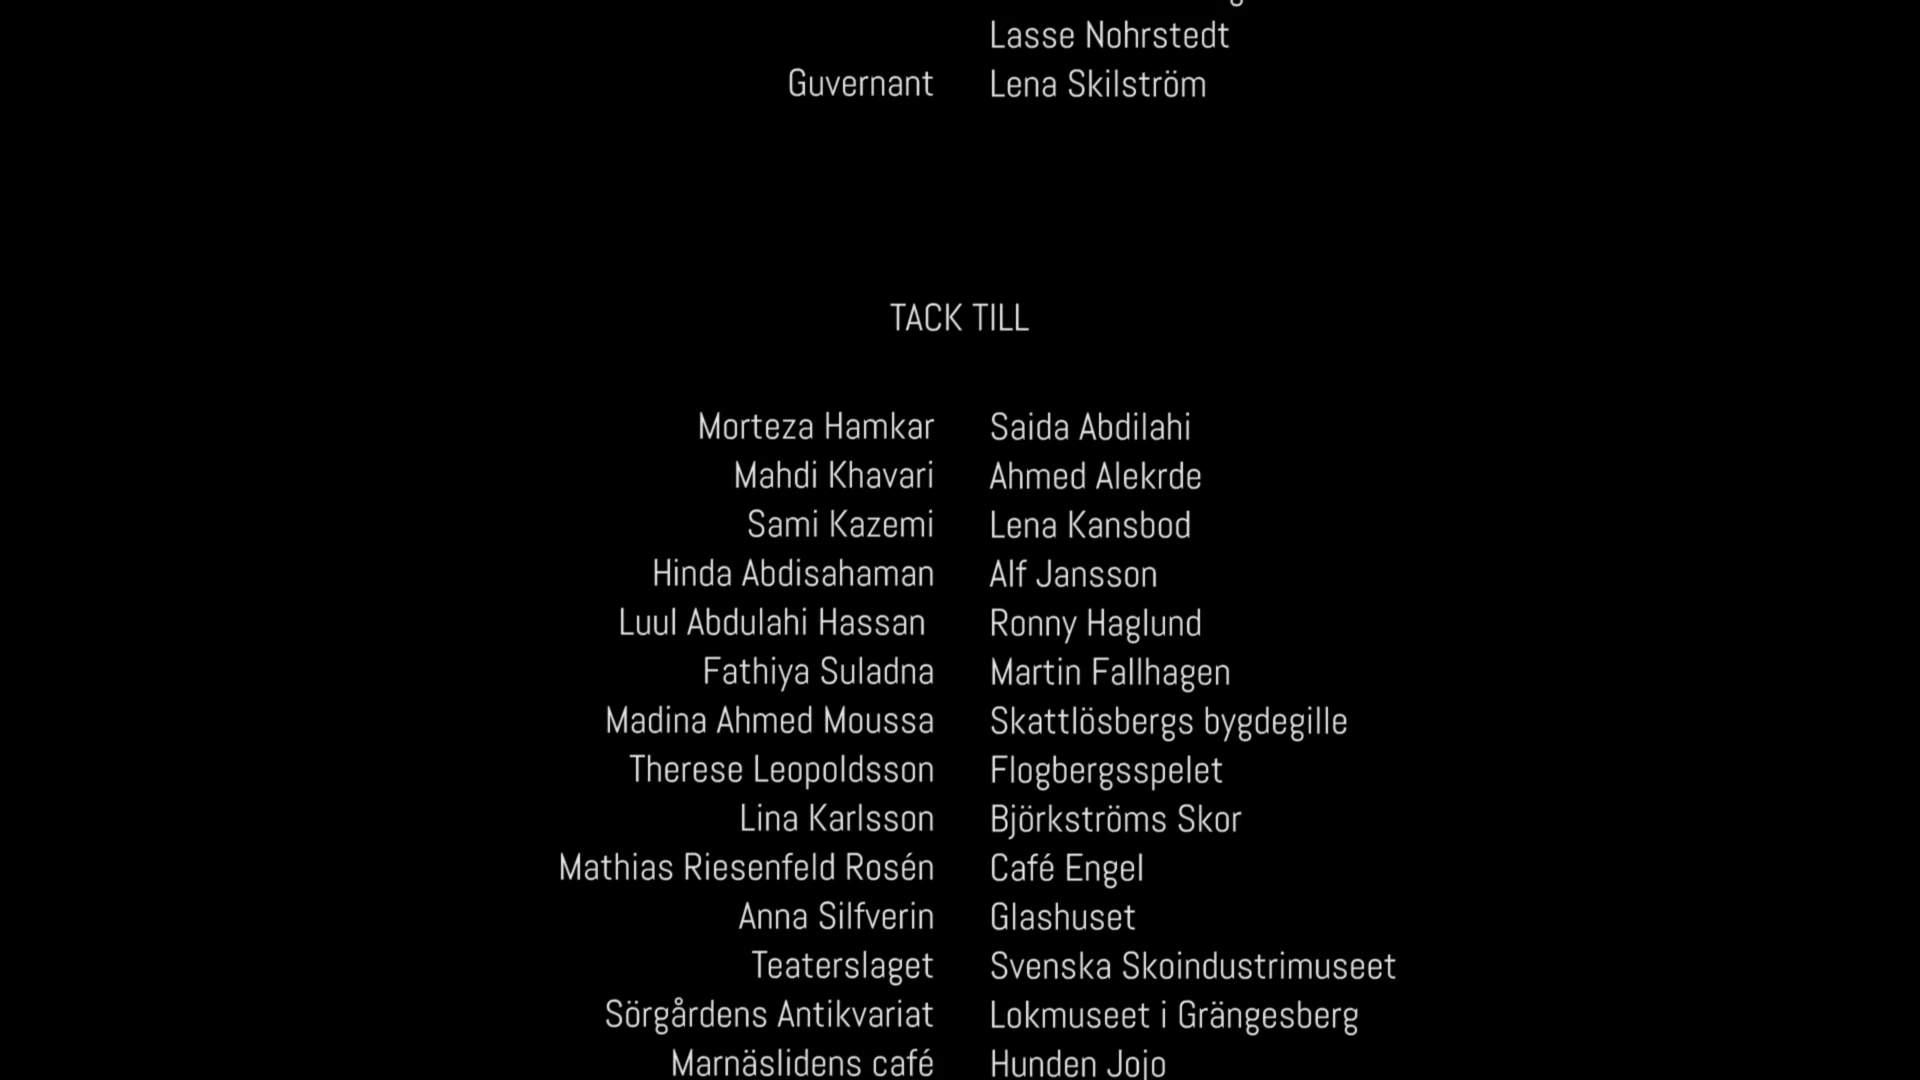 Lasse Nohrstedt
Guvernant Lena Skilström
TACK TILL
Morteza Hamkar Saida Abdilahi
Mahdi Khavari Ahmed Alekrde
Sami Kazemi Lena Kansbod
Hinda Abdisahaman Alf Jansson
Luul Abdulahi Hassan Ronny Haglund
Fathiya Suladna Martin Fallhagen
Madina Ahmed Moussa Skattlösbergs bygdegille
Therese Leopoldsson Flogbergsspelet
Lina Karlsson Björkströms Skor
Mathias Riesenfeld Rosén Café Engel
Anna Silfverin Glashuset
Teaterslaget Svenska Skoindustrimuseet
Sörgårdens Antikvariat Lokmuseet i Grängesberg
Marnäslidens café Hunden Jojo